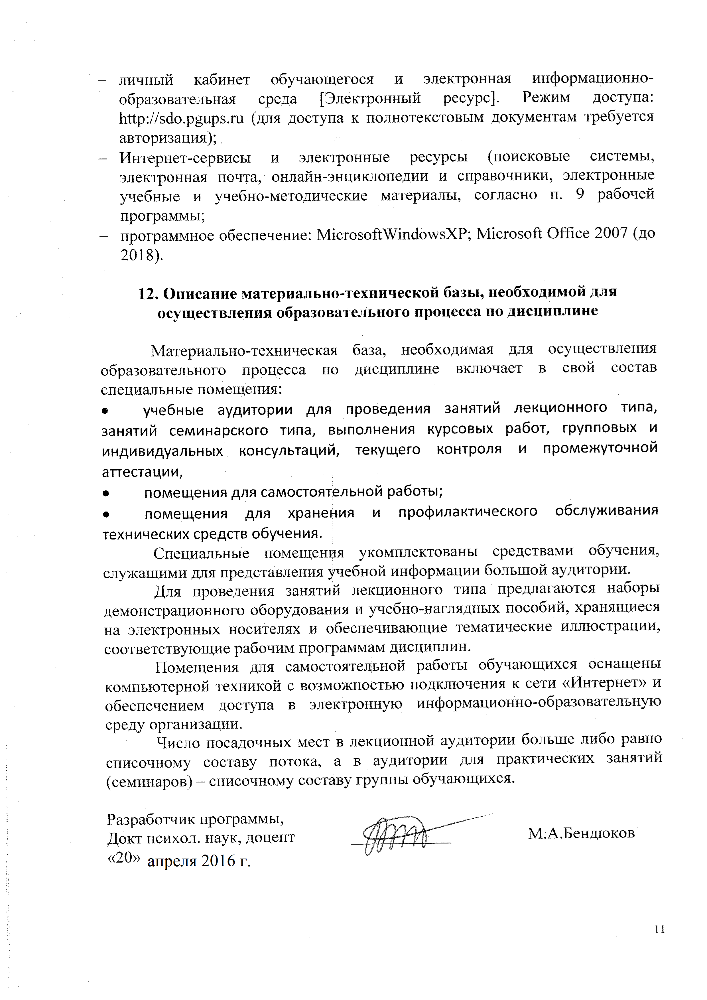 – личный кабинет обучающегося и электронная информационно-
образовательная среда [Электронный ресурс]. Режим доступа:
http://sdo.pgups.ru (для доступа к полнотекстовым документам требуется
авторизация);
– Интернет-сервисы и электронные ресурсы (поисковые системы,
электронная почта, онлайн-энциклопедии и справочники, электронные
учебные и учебно-методические материалы, согласно п. 9 рабочей
программы;
– программное обеспечение: MicrosoftWindowsXP; Microsoft Office 2007 (до
2018).
12. Описание материально-технической базы, необходимой для
осуществления образовательного процесса по дисциплине
Материально-техническая база, необходимая для осуществления
образовательного процесса по дисциплине включает в свой состав
специальные помещения:
• учебные аудитории для проведения занятий лекционного типа,
занятий семинарского типа, выполнения курсовых работ, групповых и
индивидуальных консультаций, текущего контроля и промежуточной
аттестации,
• помещения для самостоятельной работы;
• помещения для хранения и профилактического обслуживания
технических средств обучения.
Специальные помещения укомплектованы средствами обучения,
служащими для представления учебной информации большой аудитории.
Для проведения занятий лекционного типа предлагаются наборы
демонстрационного оборудования и учебно-наглядных пособий, хранящиеся
на электронных носителях и обеспечивающие тематические иллюстрации,
соответствующие рабочим программам дисциплин.
Помещения для самостоятельной работы обучающихся оснащены
компьютерной техникой с возможностью подключения к сети «Интернет» и
обеспечением доступа в электронную информационно-образовательную
среду организации.
Число посадочных мест в лекционной аудитории больше либо равно
списочному составу потока, а в аудитории для практических занятий
(семинаров) – списочному составу группы обучающихся.
Разработчик программы,
Докт психол. наук, доцент
М.А.Бендюков
«20» апреля 2016 г.
11